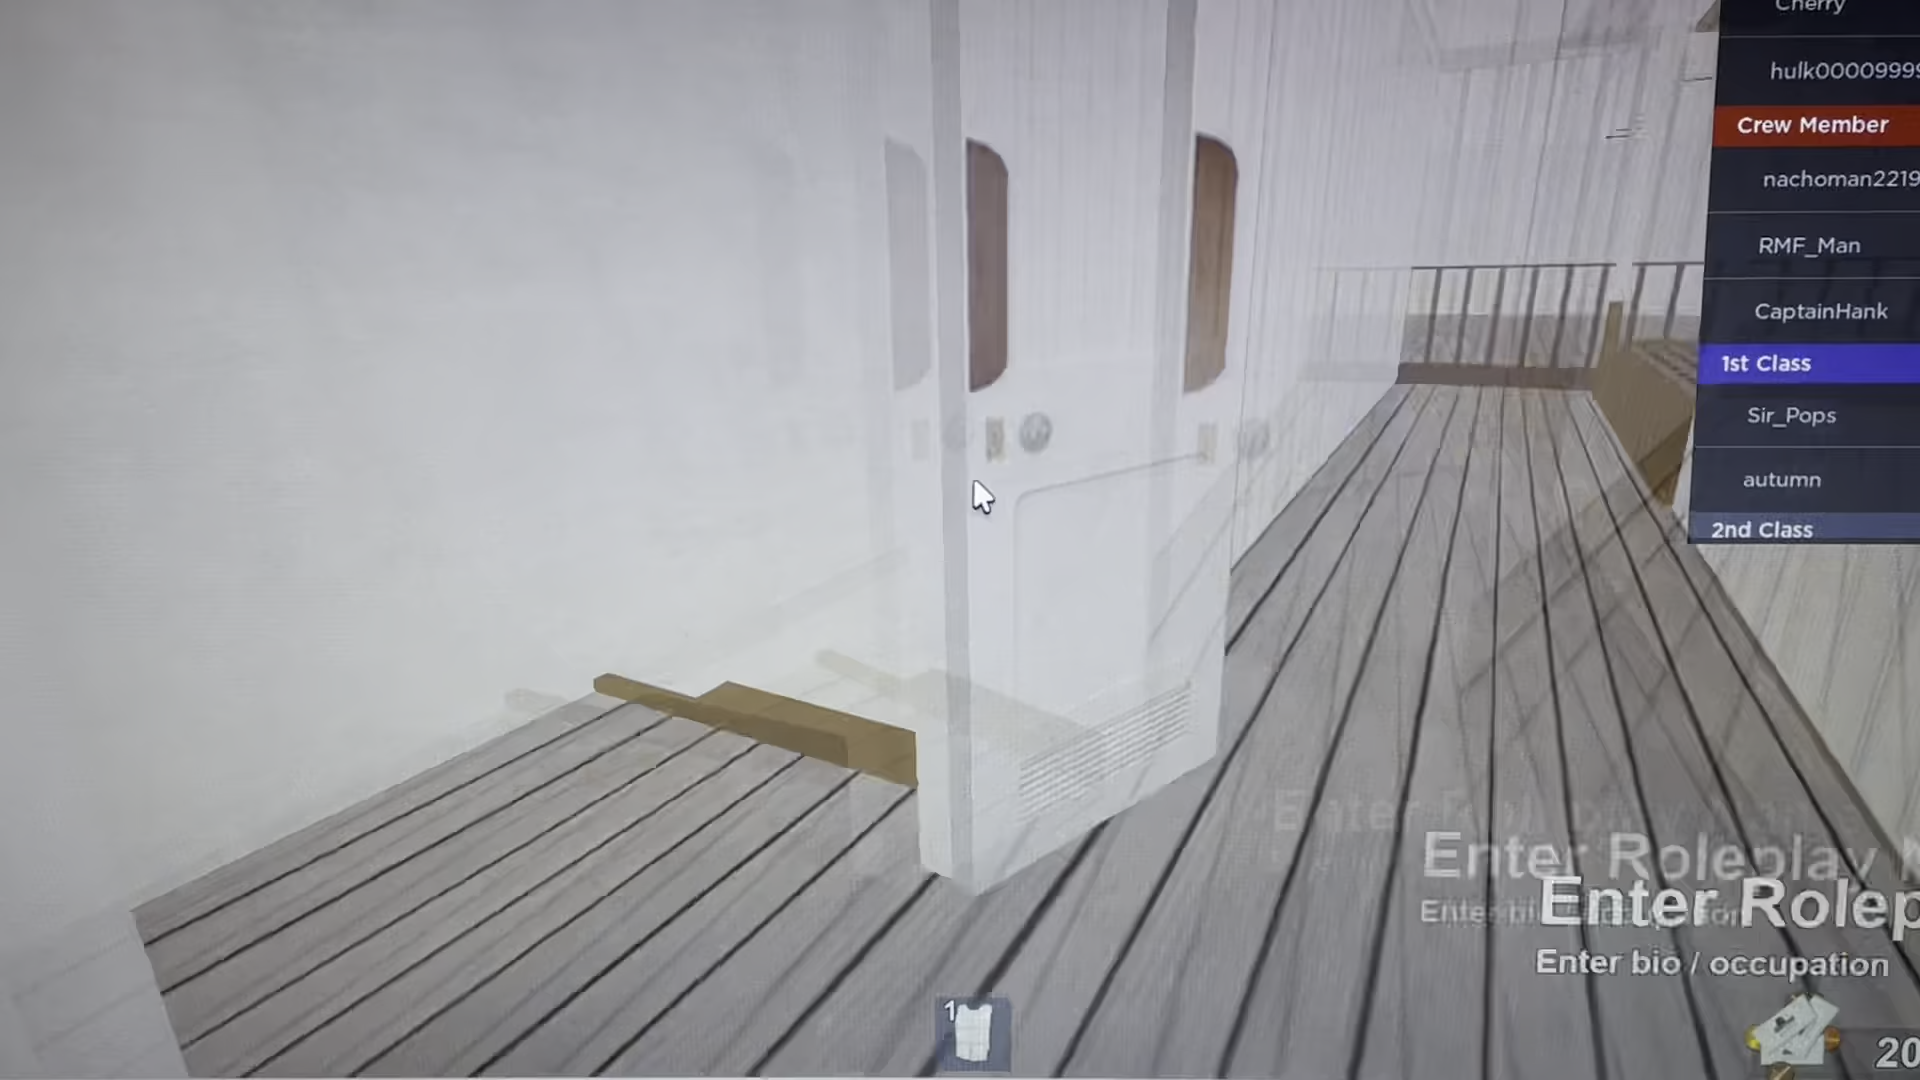 Cherry
hulk00009999
Crew Member
nachoman2219
RMF_Man
CaptainHank
1st Class
Sir_Pops
autumn
2nd Class
Enter Roleplay
Enter Rolep
Enter bio / occupation
1
20